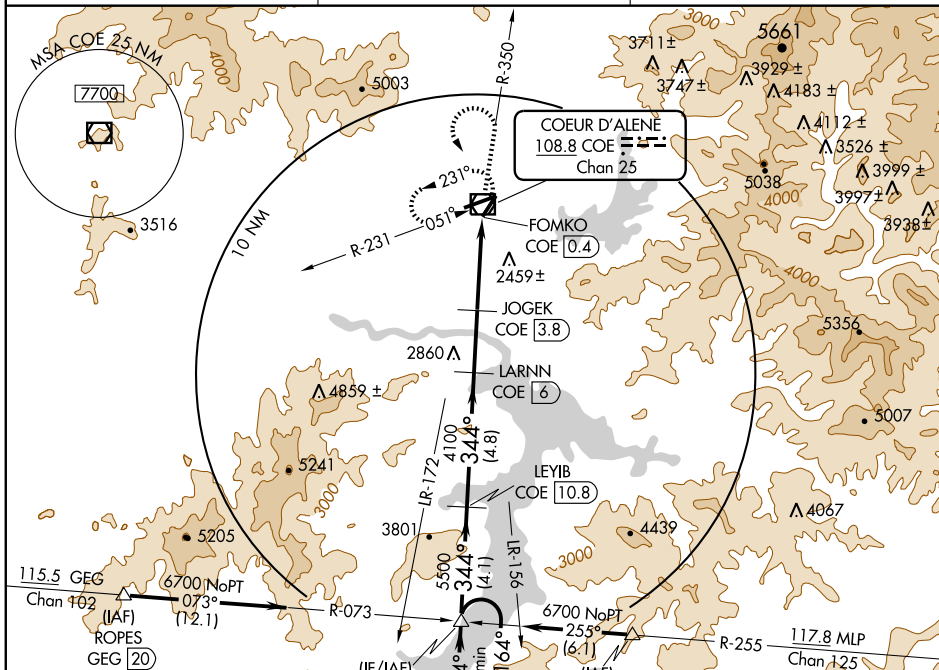 MSA COE 25 NM
7700
3516
4000
5003
R-350
3000
5661
3711±
3747±
3929±
4183±
4112±
3526±
3999±
3997±
3938±
5038
4000
COEUR D'ALENE
108.8 COE
Chan 25
10 NM
231°
051°
R-231
FOMKO
COE 0.4
2459±
4000
JOGEK
COE 3.8
5356
2860
LARNN
COE 6
4859±
5007
4100
344°
(4.8)
LR-172
5241
LEYIB
COE 10.8
3000
4067
5205
3801
4439
3000
LR-156
5500
344°
(4.1)
115.5 GEG
Chan 102
6700 NoPT
073°
(12.1)
R-073
6700 NoPT
255°
(6.1)
R-255
117.8 MLP
Chan 125
(IAF)
ROPES
GEG 20
(IF/IAF)
164°
min
(IAF)